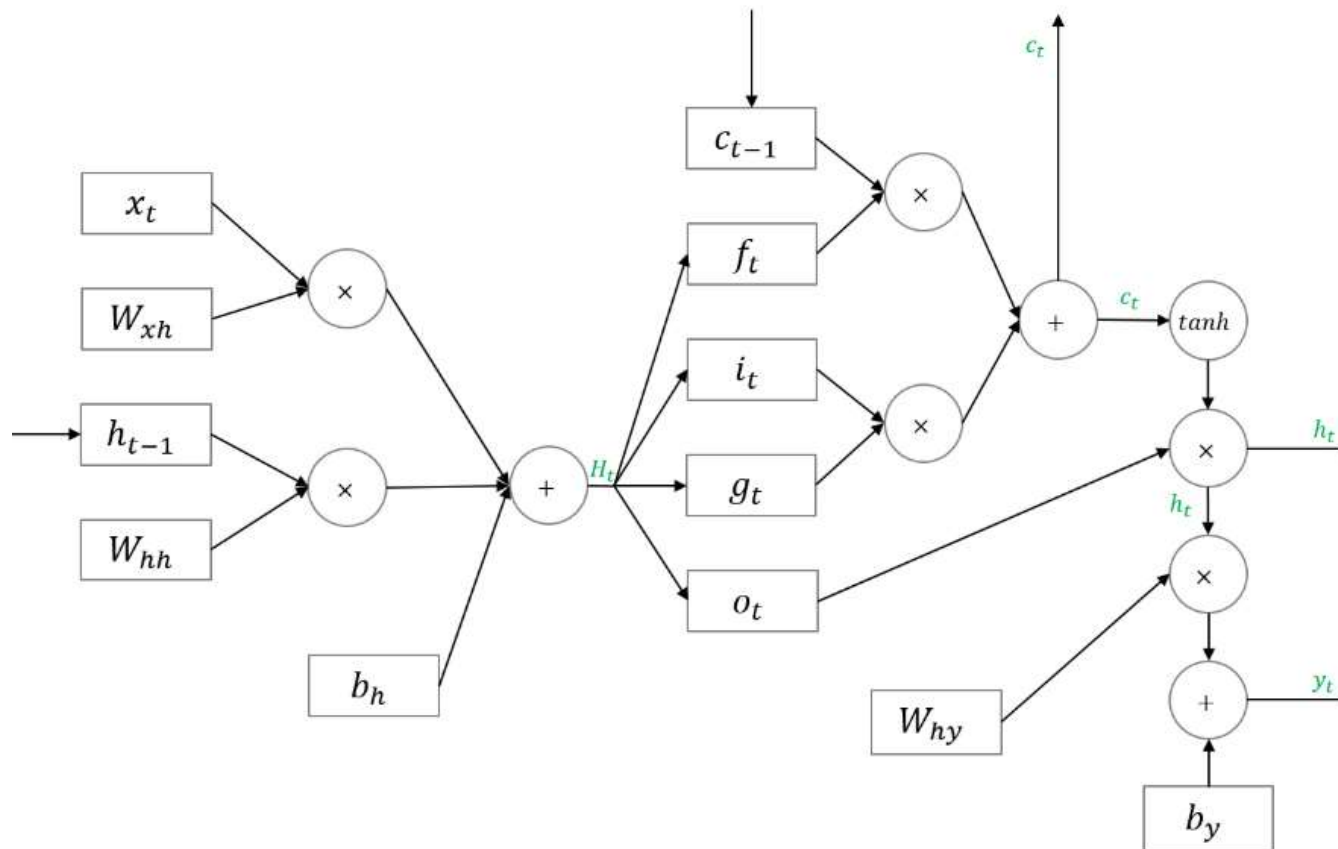 c_t
c_{t-1}
x_t
×
f_t
×
W_{xh}
+
c_t
tanh
i_t
h_{t-1}
×
×
h_t
×
H_t
+
g_t
h_t
W_{hh}
×
o_t
b_h
W_{hy}
+
y_t
b_y